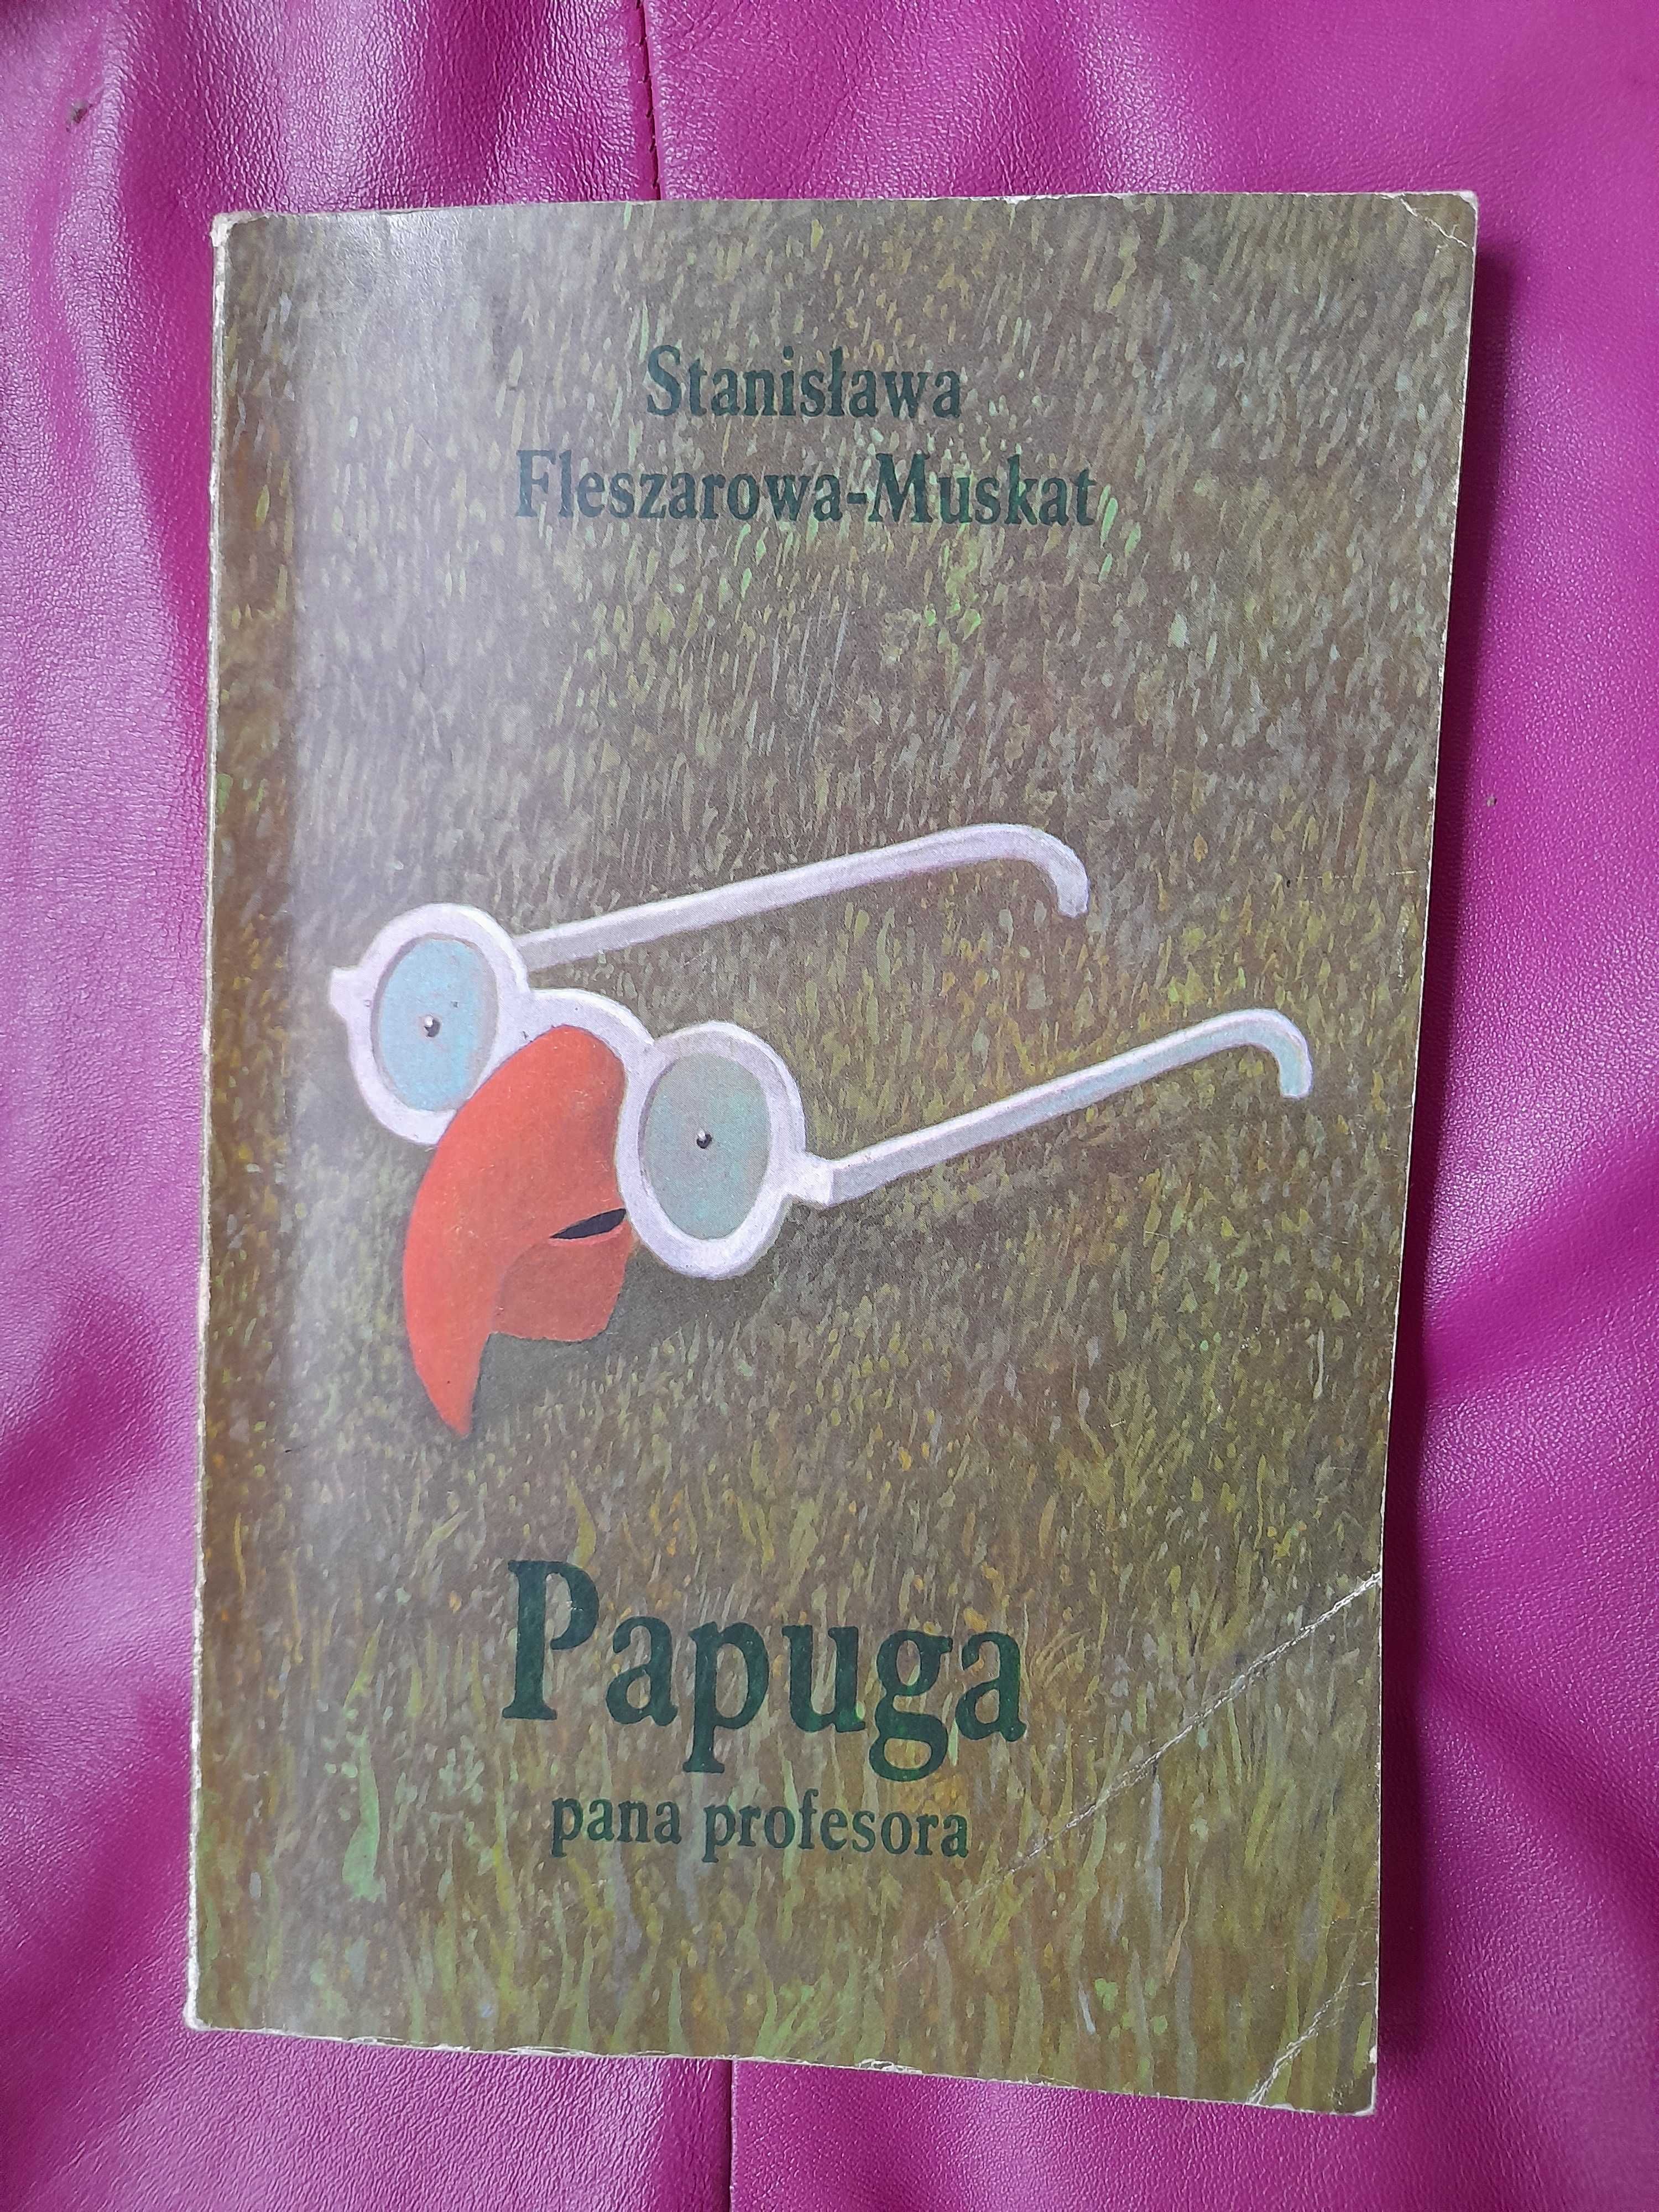 Stanisława
Fleszarowa-Muskat
Papuga
pana profesora